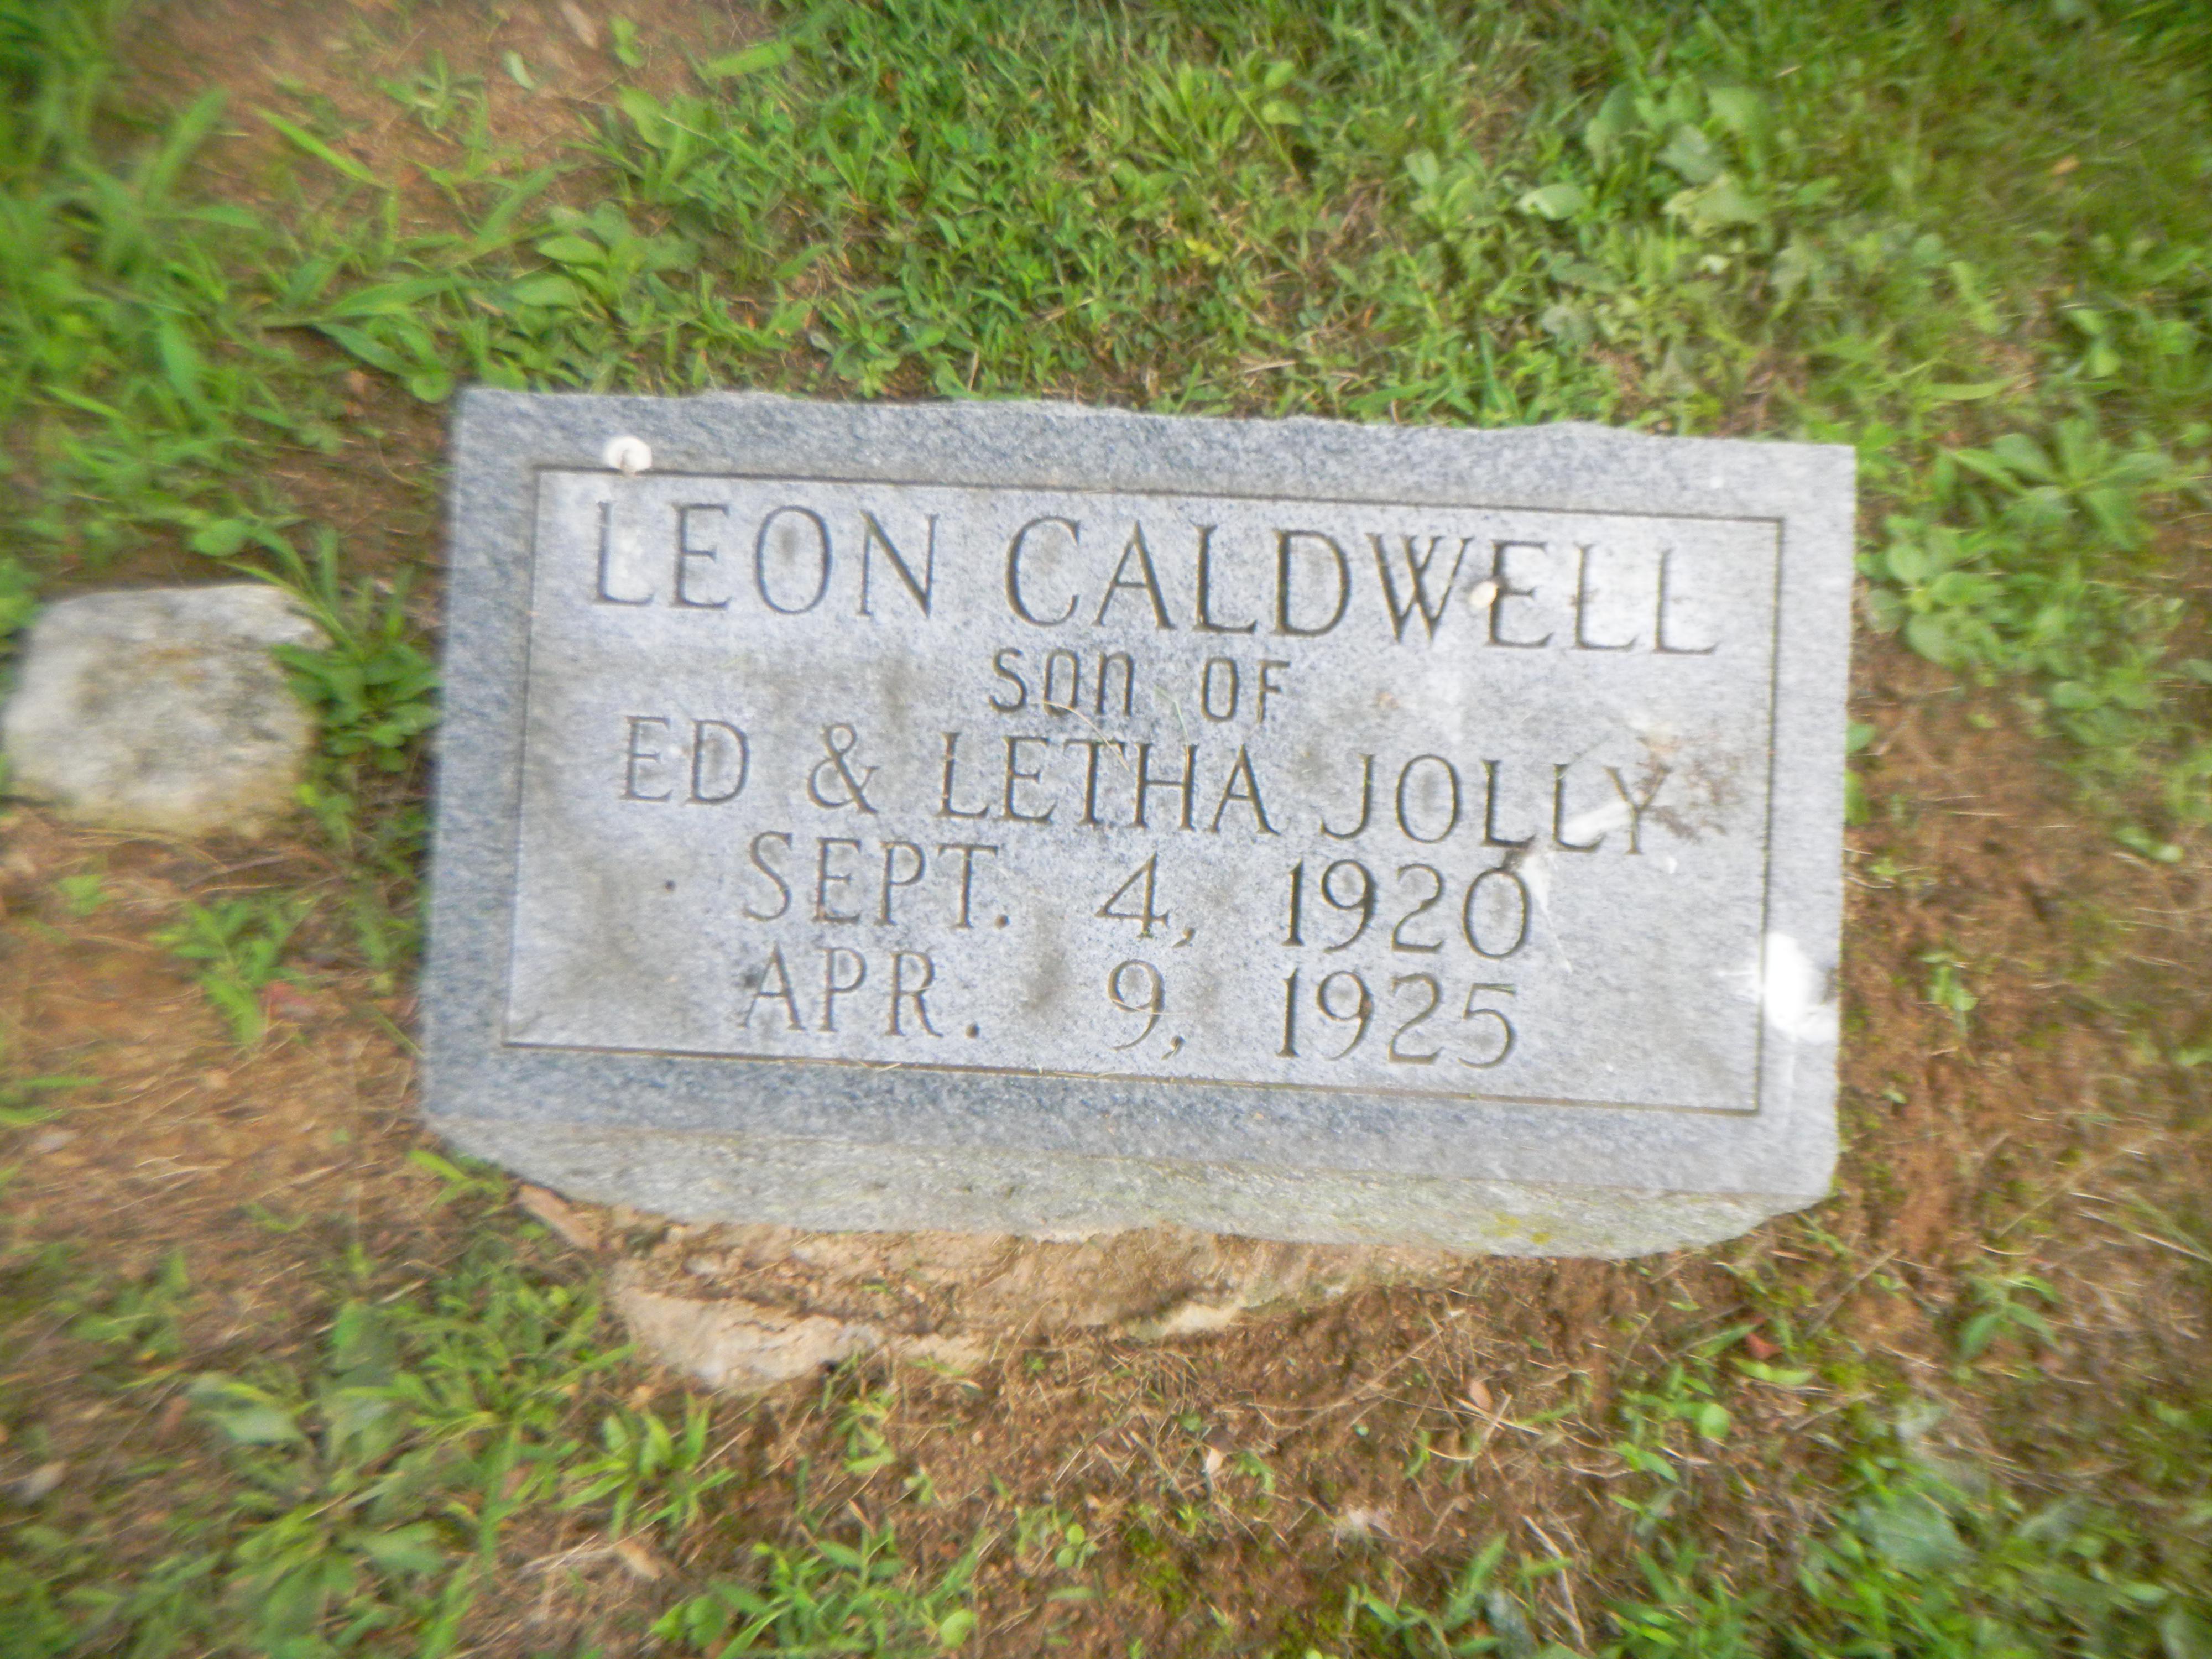 LEON CALDWELL
SON OF
ED & LETHA JOLLY
SEPT. 4, 1920
APR. 9, 1925